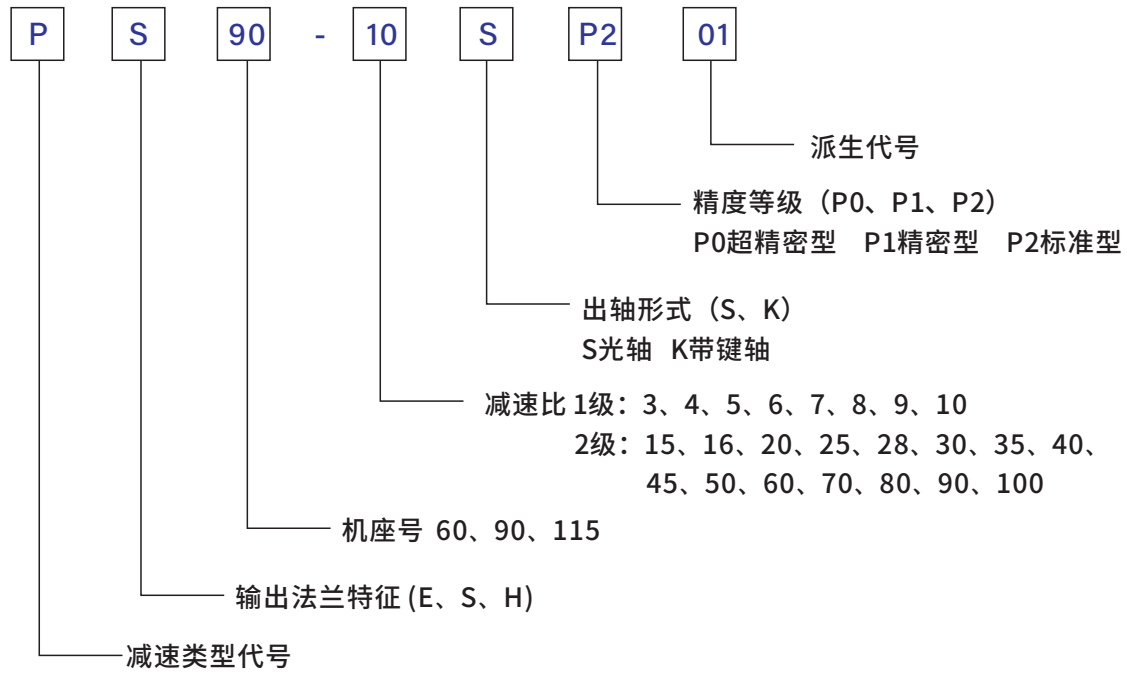 P S 90 - 10 S P2 01
派生代号
精度等级（P0、P1、P2）
P0超精密型 P1精密型 P2标准型
出轴形式（S、K）
S光轴 K带键轴
减速比 1级：3、4、5、6、7、8、9、10
2级：15、16、20、25、28、30、35、40、
45、50、60、70、80、90、100
机座号 60、90、115
输出法兰特征 (E、S、H)
减速类型代号